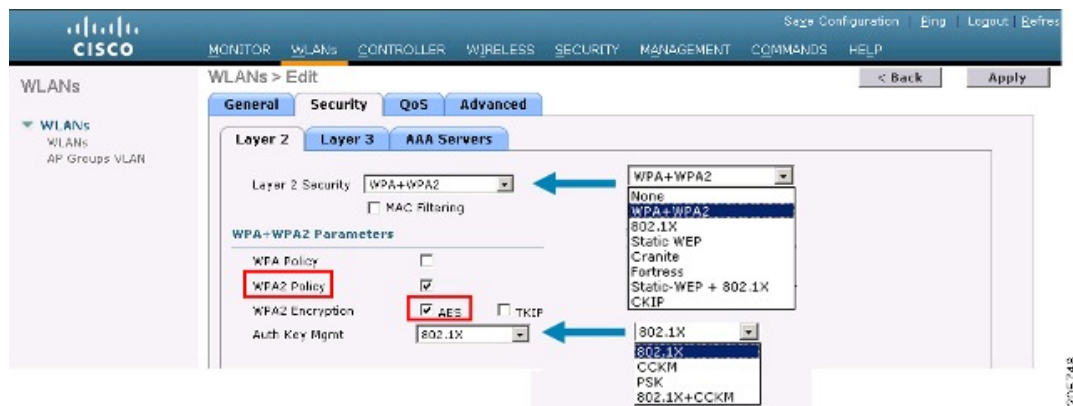 Save Configuration | Ping | Logout | Refres
CISCO
MONITOR WLANs CONTROLLER WIRELESS SECURITY MANAGEMENT COMMANDS HELP
WLANs
WLANs > Edit
< Back Apply
General Security QoS Advanced
WLANs
WLANs
AP Groups VLAN
Layer 2 Layer 3 AAA Servers
Layer 2 Security WPA+WPA2
MAC Filtering
WPA+WPA2
None
WPA+WPA2
802.1X
Static WEP
Cranite
Fortress
Static-WEP + 802.1X
CKIP
WPA+WPA2 Parameters
WPA Policy
WPA2 Policy
WPA2 Encryption AES TKIP
Auth Key Mgmt 802.1X
802.1X
802.1X
CCKM
PSK
802.1X+CCKM